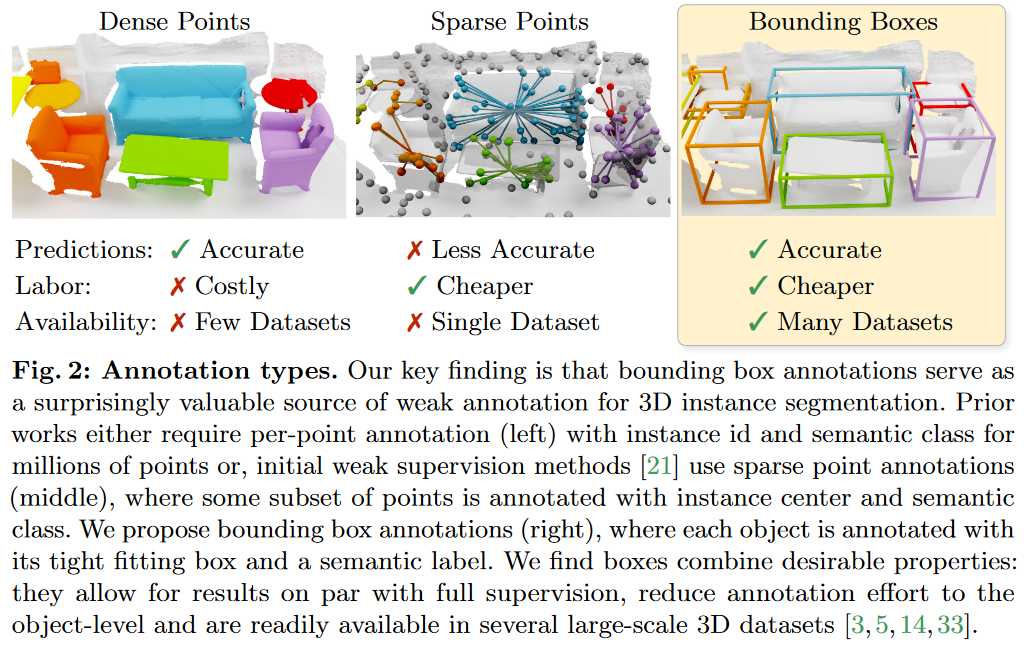 Dense Points Sparse Points Bounding Boxes
Predictions: ✓ Accurate ✗ Less Accurate ✓ Accurate
Labor: ✗ Costly ✓ Cheaper ✓ Cheaper
Availability: ✗ Few Datasets ✗ Single Dataset ✓ Many Datasets
Fig. 2: Annotation types. Our key finding is that bounding box annotations serve as
a surprisingly valuable source of weak annotation for 3D instance segmentation. Prior
works either require per-point annotation (left) with instance id and semantic class for
millions of points or, initial weak supervision methods [21] use sparse point annotations
(middle), where some subset of points is annotated with instance center and semantic
class. We propose bounding box annotations (right), where each object is annotated with
its tight fitting box and a semantic label. We find boxes combine desirable properties:
they allow for results on par with full supervision, reduce annotation effort to the
object-level and are readily available in several large-scale 3D datasets [3,5,14,33].